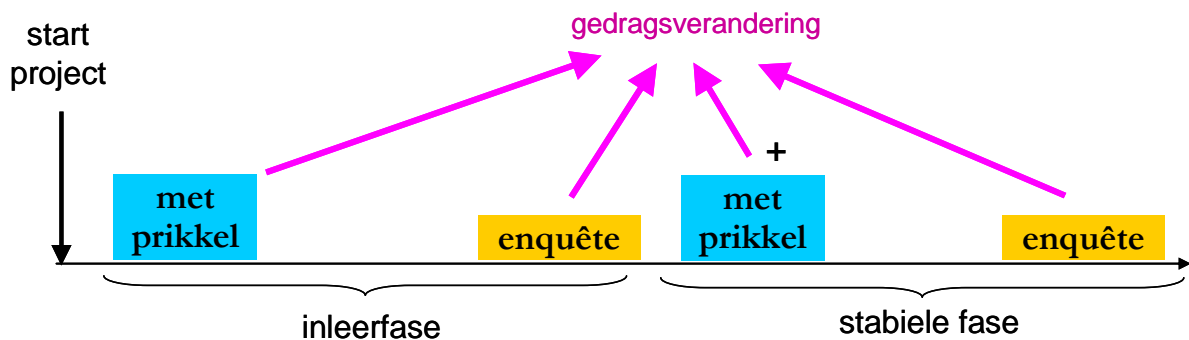 start
project
gedragsverandering
met
prikkel
enquête
+
met
prikkel
enquête
inleerfase
stabiele fase